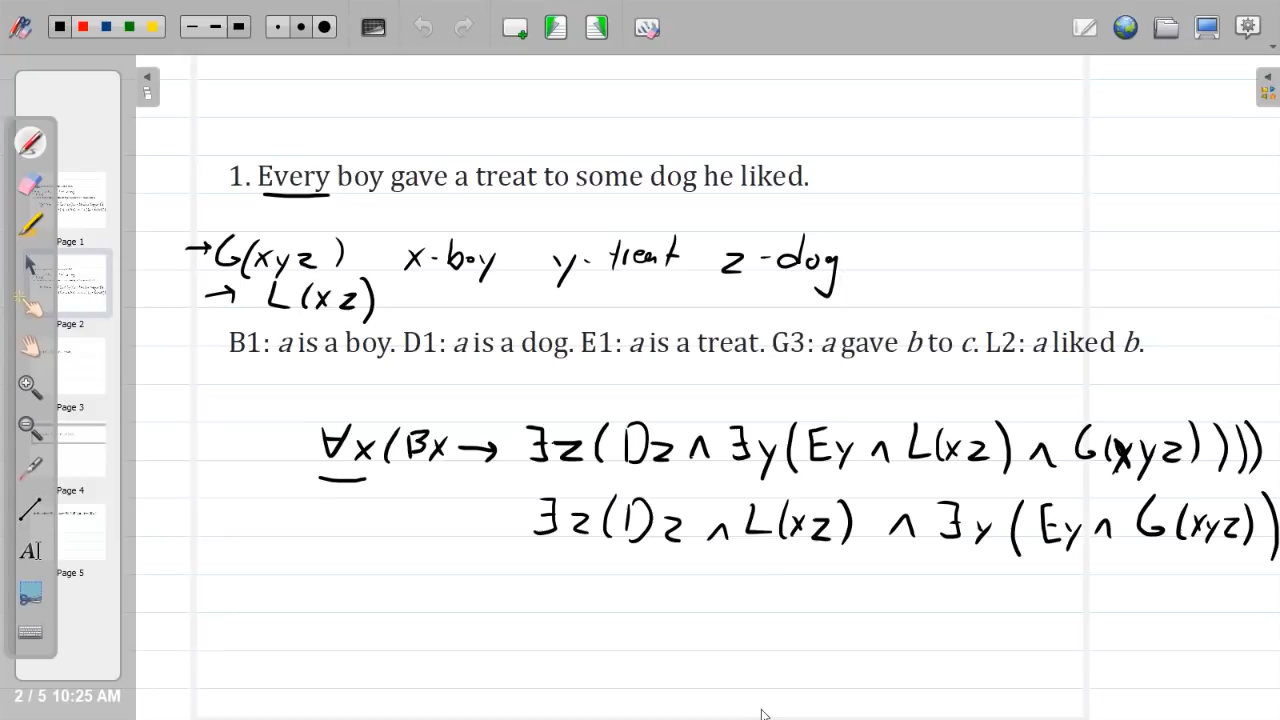 1. Every boy gave a treat to some dog he liked.
→ G(xyz) x-boy y-treat z-dog
→ L(xz)
B1: a is a boy. D1: a is a dog. E1: a is a treat. G3: a gave b to c. L2: a liked b.
∀x(Bx → ∃z(Dz ∧ ∃y(Ey ∧ L(xz) ∧ G(xyz))))
∃z(Dz ∧ L(xz) ∧ ∃y(Ey ∧ G(xyz))
Page 1
Page 2
Page 3
Page 4
Page 5
2 / 5 10:25 AM